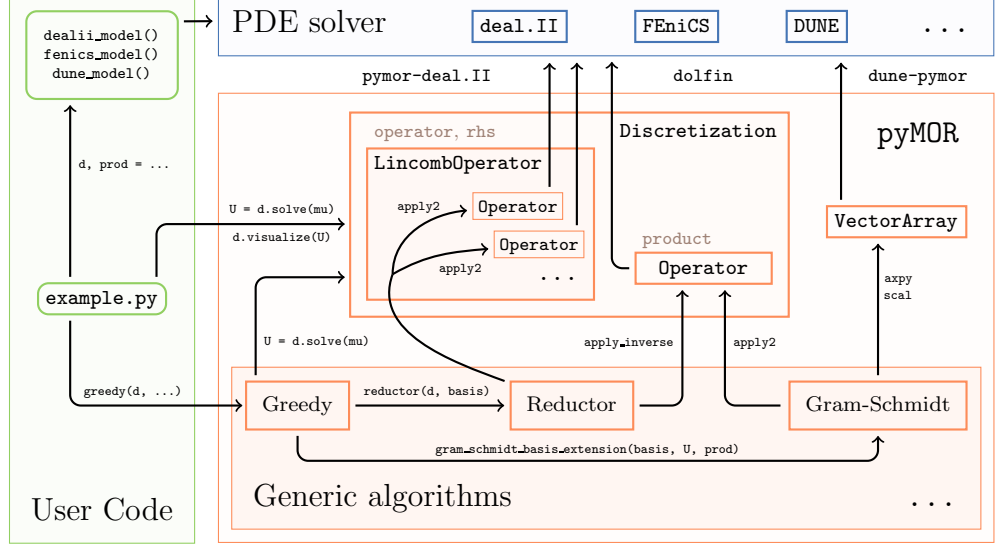 dealii_model()
fenics_model()
dune_model()
PDE solver
deal.II
FEniCS
DUNE
...
pymor-deal.II
dolfin
dune-pymor
pyMOR
operator, rhs
Discretization
LincombOperator
d, prod = ...
apply2
Operator
U = d.solve(mu)
d.visualize(U)
Operator
apply2
...
product
Operator
VectorArray
axpy
scal
example.py
U = d.solve(mu)
apply_inverse
apply2
greedy(d, ...)
Greedy
reductor(d, basis)
Reductor
Gram-Schmidt
gram_schmidt_basis_extension(basis, U, prod)
User Code
Generic algorithms
...